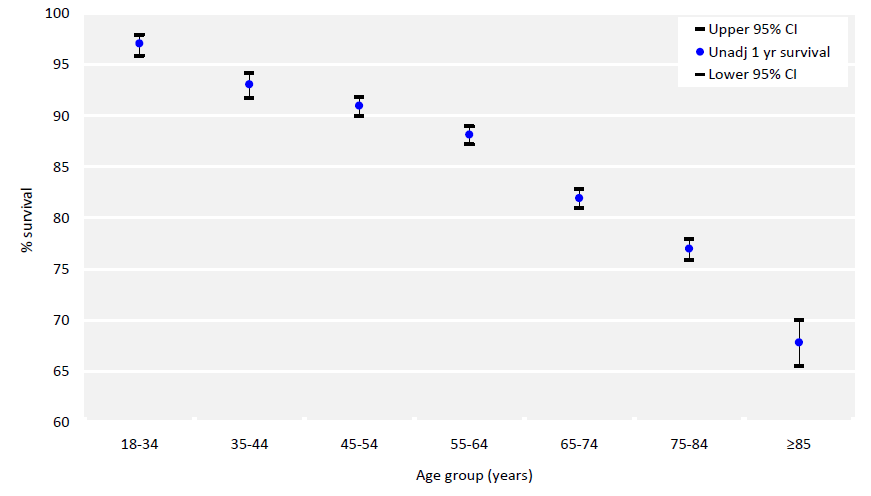 100
95
90
85
80
75
70
65
60
% survival
Upper 95% CI
Unadj 1 yr survival
Lower 95% CI
18-34 35-44 45-54 55-64 65-74 75-84 ≥85
Age group (years)